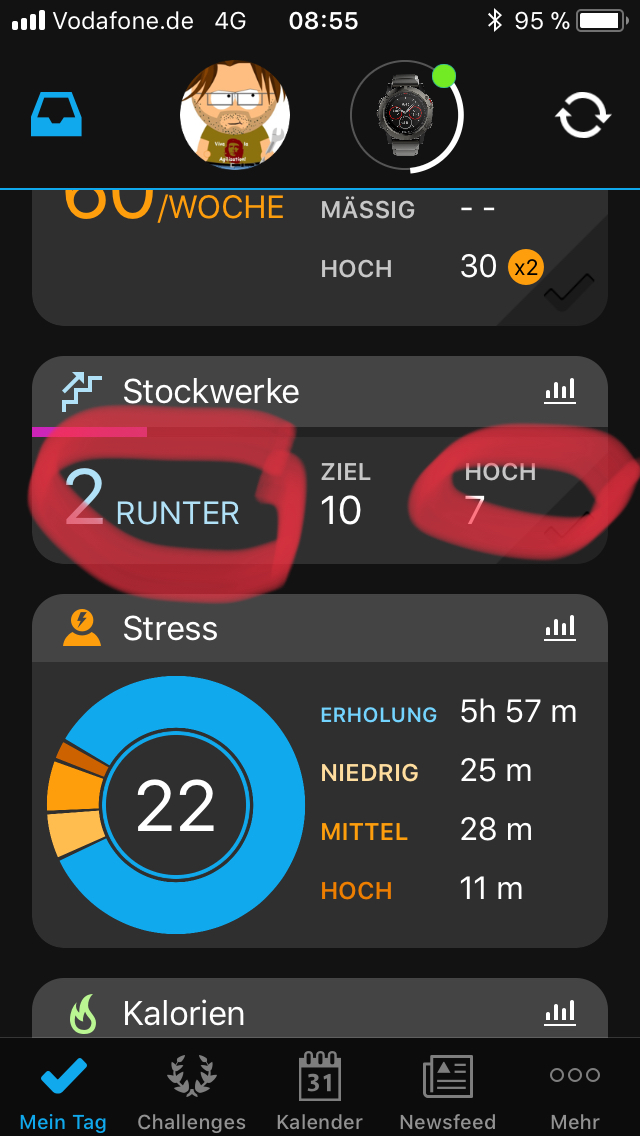 Vodafone.de 4G 08:55 95 %
60/WOCHE
MÄSSIG - -
HOCH 30 x2
Stockwerke
2 RUNTER
ZIEL
10
HOCH
7
Stress
22
ERHOLUNG 5h 57 m
NIEDRIG 25 m
MITTEL 28 m
HOCH 11 m
Kalorien
31
Mein Tag Challenges Kalender Newsfeed Mehr